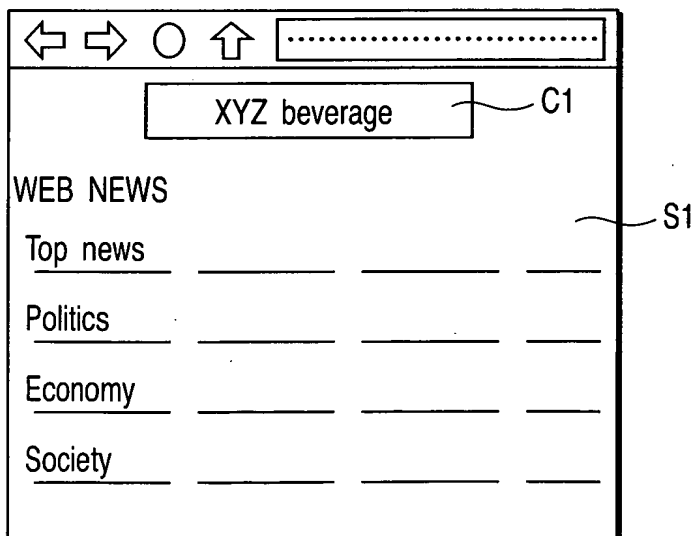 XYZ beverage C1
WEB NEWS
S1
Top news
Politics
Economy
Society